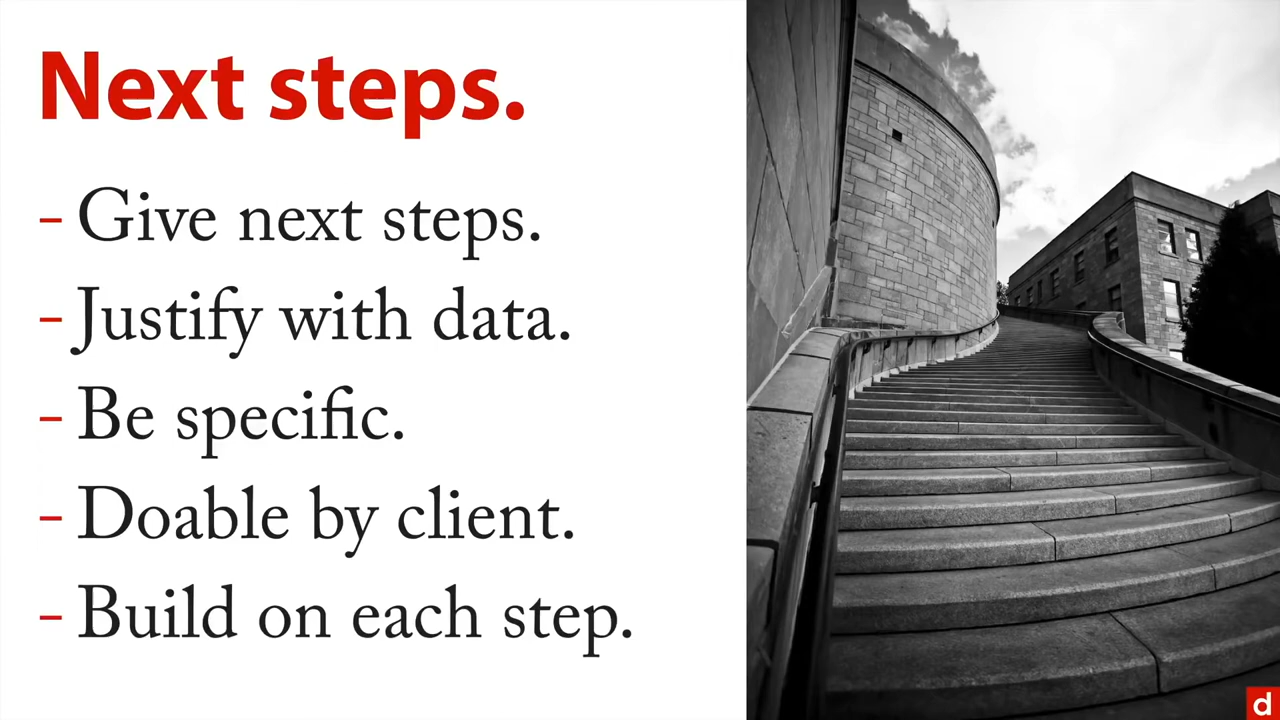 Next steps.
- Give next steps.
- Justify with data.
- Be specific.
- Doable by client.
- Build on each step.
d